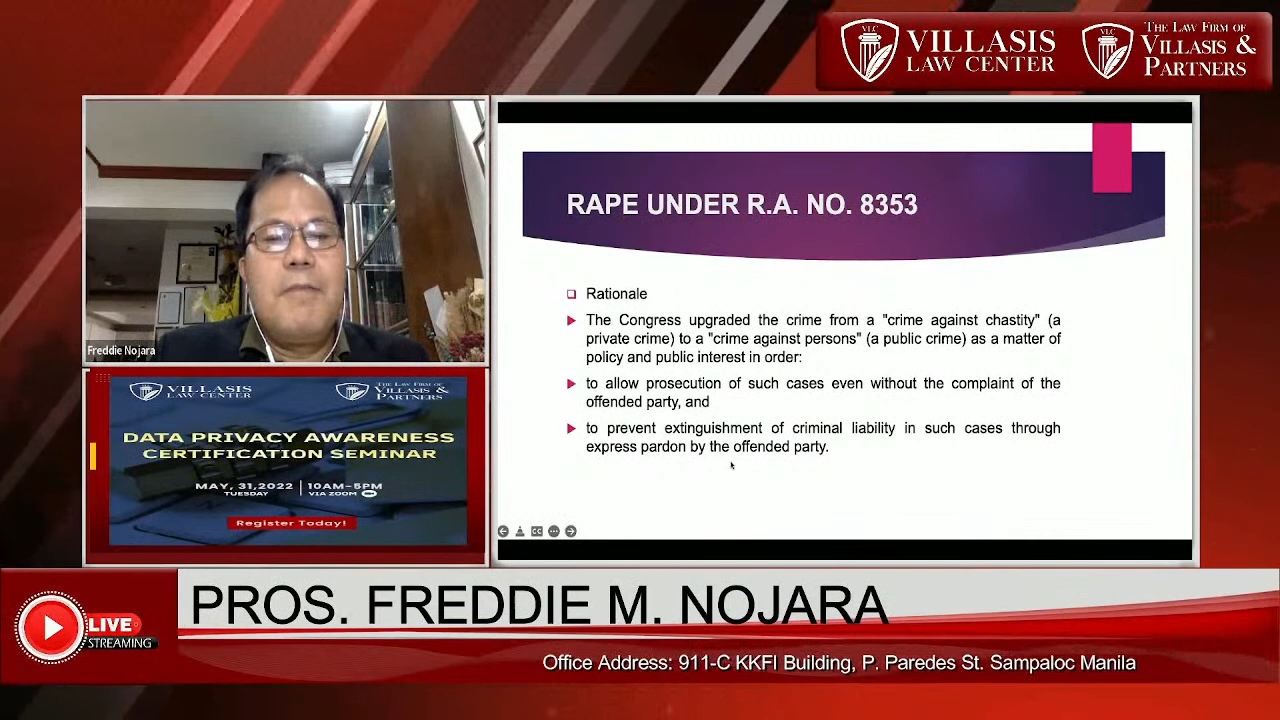 VLC
VILLASIS
LAW CENTER
VLC
THE LAW FIRM OF
VILLASIS &
PARTNERS
Freddie Nojara
RAPE UNDER R.A. NO. 8353
Rationale
The Congress upgraded the crime from a "crime against chastity" (a
private crime) to a "crime against persons" (a public crime) as a matter of
policy and public interest in order:
to allow prosecution of such cases even without the complaint of the
offended party, and
to prevent extinguishment of criminal liability in such cases through
express pardon by the offended party.
CC
VILLASIS
LAW CENTER
THE LAW FIRM OF
VILLASIS &
PARTNERS
DATA PRIVACY AWARENESS
CERTIFICATION SEMINAR
MAY, 31,2022
TUESDAY
10AM-5PM
VIA ZOOM
Register Today!
LIVE
STREAMING
PROS. FREDDIE M. NOJARA
Office Address: 911-C KKFI Building, P. Paredes St. Sampaloc Manila